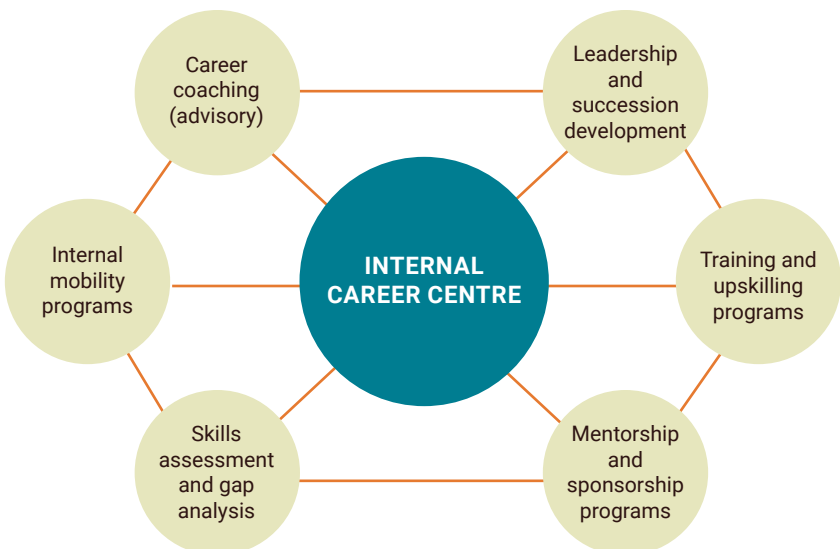 Career
coaching
(advisory)
Leadership
and
succession
development
Internal
mobility
programs
INTERNAL
CAREER CENTRE
Training and
upskilling
programs
Skills
assessment
and gap
analysis
Mentorship
and
sponsorship
programs